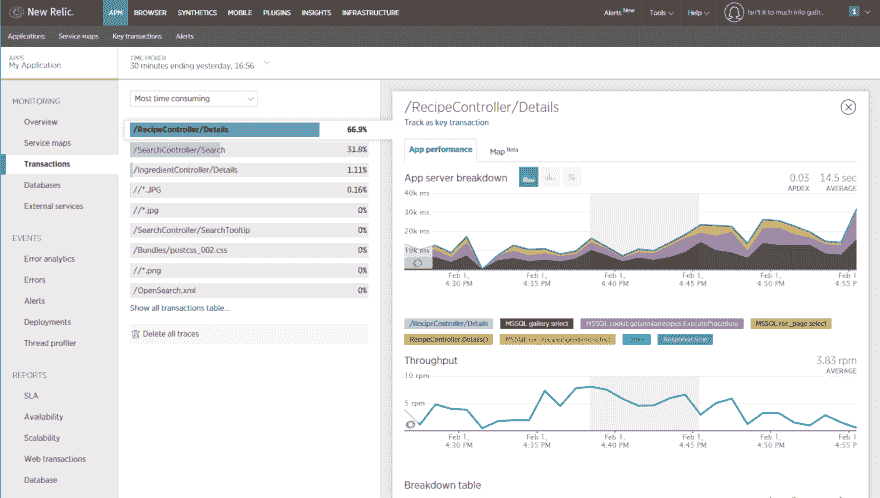 New Relic.
APM BROWSER SYNTHETICS MOBILE PLUGINS INSIGHTS INFRASTRUCTURE
Alerts New Tools Help Isn't it to much info gath... 1
Applications Service maps Key transactions Alerts
APPS
My Application
TIME PICKER
30 minutes ending yesterday, 16:56
MONITORING
Overview
Service maps
Transactions
Databases
External services
EVENTS
Error analytics
Errors
Alerts
Deployments
Thread profiler
REPORTS
SLA
Availability
Scalability
Web transactions
Database
Most time consuming
/RecipeController/Details 66.9%
/SearchController/Search 31.8%
/IngredientController/Details 1.11%
//*.JPG 0.16%
//*.jpg 0%
/SearchController/SearchTooltip 0%
/Bundles/postcss_002.css 0%
//*.png 0%
/OpenSearch.xml 0%
Show all transactions table...
Delete all traces
/RecipeController/Details
Track as key transaction
App performance Map Beta
App server breakdown %
0.03 APDEX
14.5 sec AVERAGE
40k ms
30k ms
20k ms
10k ms
Feb 1, 4:30 PM
Feb 1, 4:35 PM
Feb 1, 4:40 PM
Feb 1, 4:45 PM
Feb 1, 4:50 PM
Feb 1, 4:55 P
/RecipeController/Details MSSQL gallery select MSSQL cookit.getsimilarrecipes ExecuteProcedure MSSQL rec_page select
RecipeController.Details() Response time
Throughput
3.83 rpm
AVERAGE
10 rpm
5 rpm
Feb 1, 4:30 PM
Feb 1, 4:35 PM
Feb 1, 4:40 PM
Feb 1, 4:45 PM
Feb 1, 4:50 PM
Feb 1, 4:55 P
Breakdown table